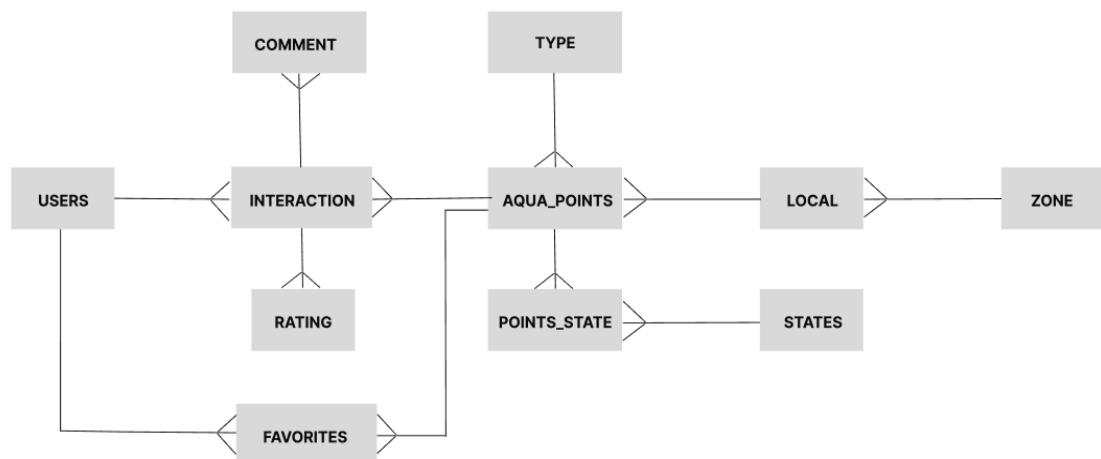 COMMENT
TYPE
USERS
INTERACTION
AQUA_POINTS
LOCAL
ZONE
RATING
POINTS_STATE
STATES
FAVORITES